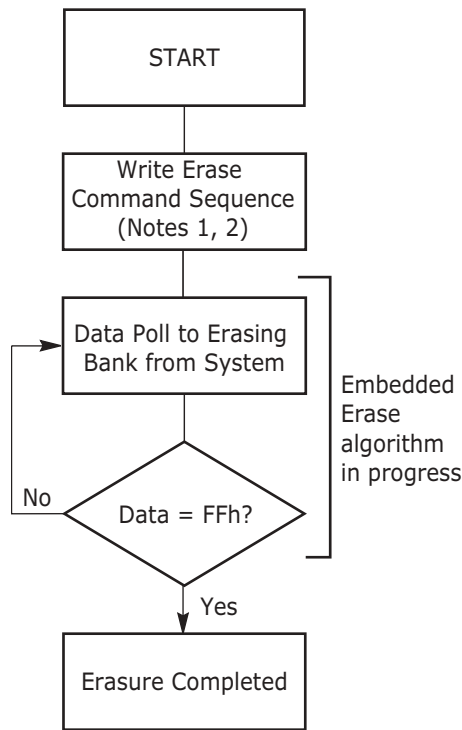 START
Write Erase
Command Sequence
(Notes 1, 2)
Data Poll to Erasing
Bank from System
Embedded
Erase
algorithm
in progress
No
Data = FFh?
Yes
Erasure Completed